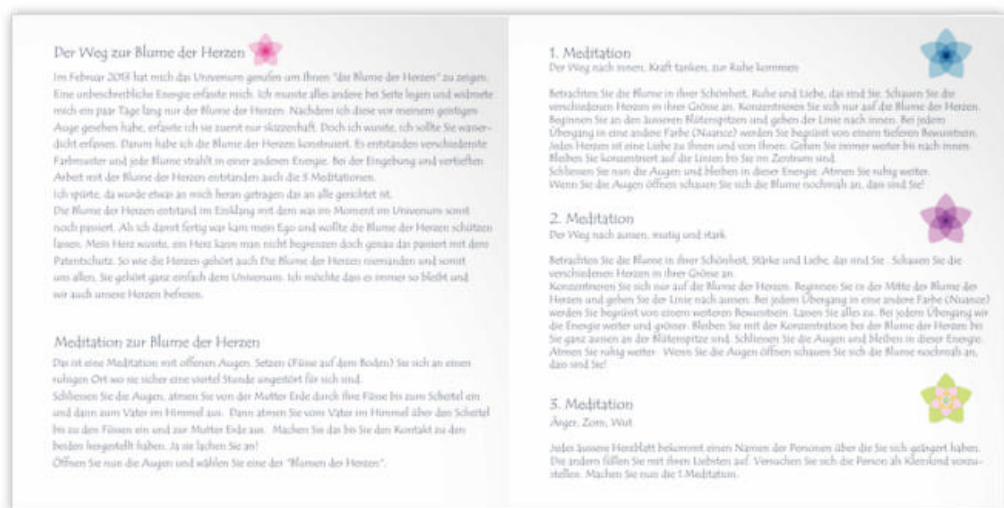 Der Weg zur Blume der Herzen
Im Februar 2013 hat mich das Universum gerufen um Ihnen "die Blume der Herzen" zu zeigen.
Eine unbeschreibliche Energie erfasste mich. Ich musste alles andere bei Seite legen und widmete
mich ein paar Tage lang nur der Blume der Herzen. Nachdem ich diese vor meinem geistigen
Auge gesehen habe, erfasste ich sie zuerst nur skizzenhaft. Doch ich wusste, ich sollte Sie wasser-
dicht erfassen. Darum habe ich die Blume der Herzen konstruiert. Es entstanden verschiedenste
Farbmuster und jede Blume strahlt in einer anderen Energie. Bei der Eingebung und vertieften
Arbeit mit der Blume der Herzen entstanden auch die 3 Meditationen.
Ich spürte, da wurde etwas an mich heran getragen das an alle gerichtet ist.
Die Blume der Herzen entstand im Einklang mit dem was im Moment im Universum sonst
noch passiert. Als ich damit fertig war kam mein Ego und wollte die Blume der Herzen schützen
lassen. Mein Herz wusste, ein Herz kann man nicht begrenzen doch genau das passiert mit dem
Patentschutz. So wie die Herzen gehört auch Die Blume der Herzen niemanden und somit
uns allen. Sie gehört ganz einfach dem Universum. Ich möchte dass es immer so bleibt und
wir auch unsere Herzen befreien.
Meditation zur Blume der Herzen
Das ist eine Meditation mit offenen Augen. Setzen (Füsse auf dem Boden) Sie sich an einen
ruhigen Ort wo sie sicher eine viertel Stunde ungestört für sich sind.
Schliessen Sie die Augen, atmen Sie von der Mutter Erde durch ihre Füsse bis zum Scheitel ein
und dann zum Vater im Himmel aus. Dann atmen Sie vom Vater im Himmel über den Scheitel
bis zu den Füssen ein und zur Mutter Erde aus. Machen Sie das bis Sie den Kontakt zu den
beiden hergestellt haben. Ja sie lachen Sie an!
Öffnen Sie nun die Augen und wählen Sie eine der "Blumen der Herzen".
1. Meditation
Der Weg nach innen, Kraft tanken, zur Ruhe kommen
Betrachten Sie die Blume in ihrer Schönheit, Ruhe und Liebe, das sind Sie. Schauen Sie die
verschiedenen Herzen in ihrer Grösse an. Konzentrieren Sie sich nur auf die Blume der Herzen.
Beginnen Sie an den äusseren Blütenspitzen und gehen der Linie nach innen. Bei jedem
Übergang in eine andere Farbe (Nuance) werden Sie begrüsst von einem tieferen Bewusstsein.
Jedes Herzen ist eine Liebe zu Ihnen und von Ihnen. Gehen Sie immer weiter bis nach innen.
Bleiben Sie konzentriert auf die Linien bis Sie im Zentrum sind.
Schliessen Sie nun die Augen und bleiben in dieser Energie. Atmen Sie ruhig weiter.
Wenn Sie die Augen öffnen schauen Sie sich die Blume nochmals an, dass sind Sie!
2. Meditation
Der Weg nach aussen, mutig und stark
Betrachten Sie die Blume in ihrer Schönheit, Stärke und Liebe, das sind Sie. Schauen Sie die
verschiedenen Herzen in ihrer Grösse an.
Konzentrieren Sie sich nur auf die Blume der Herzen. Beginnen Sie in der Mitte der Blume der
Herzen und gehen Sie der Linie nach aussen. Bei jedem Übergang in eine andere Farbe (Nuance)
werden Sie begrüsst von einem weiteren Bewusstsein. Lassen Sie alles zu. Bei jedem Übergang wir
die Energie weiter und grösser. Bleiben Sie mit der Konzentration bei der Blume der Herzen bis
Sie ganz aussen an der Blütenspitze sind. Schliessen Sie die Augen und bleiben in dieser Energie.
Atmen Sie ruhig weiter. Wenn Sie die Augen öffnen schauen Sie sich die Blume nochmals an,
dass sind Sie!
3. Meditation
Ärger, Zorn, Wut
Jedes äussere Herzblatt bekommt einen Namen der Personen über die Sie sich geärgert haben.
Die andern füllen Sie mit ihren Liebsten auf. Versuchen Sie sich die Person als Kleinkind vorzu-
stellen. Machen Sie nun die 1.Meditation.